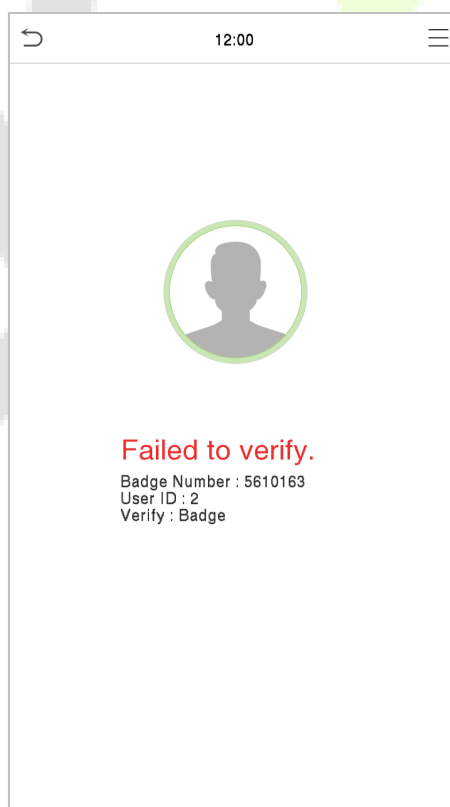 12:00
Failed to verify.
Badge Number : 5610163
User ID : 2
Verify : Badge